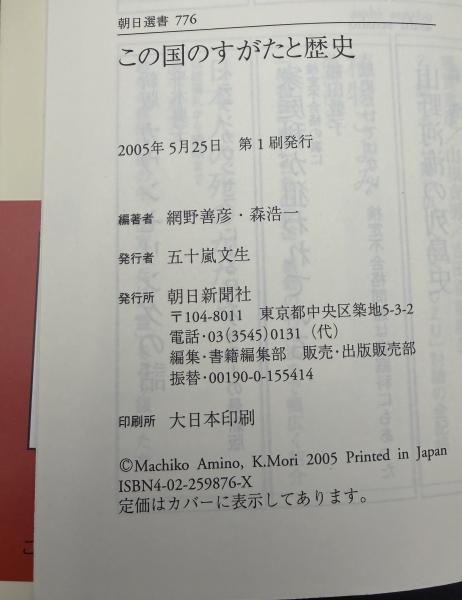 朝日選書 776
この国のすがたと歴史
2005年5月25日 第1刷発行
編著者 網野善彦・森浩一
発行者 五十嵐文生
発行所 朝日新聞社
〒104-8011 東京都中央区築地5-3-2
電話・03(3545)0131(代)
編集・書籍編集部 販売・出版販売部
振替・00190-0-155414
印刷所 大日本印刷
©Machiko Amino, K.Mori 2005 Printed in Japan
ISBN4-02-259876-X
定価はカバーに表示してあります。
こ